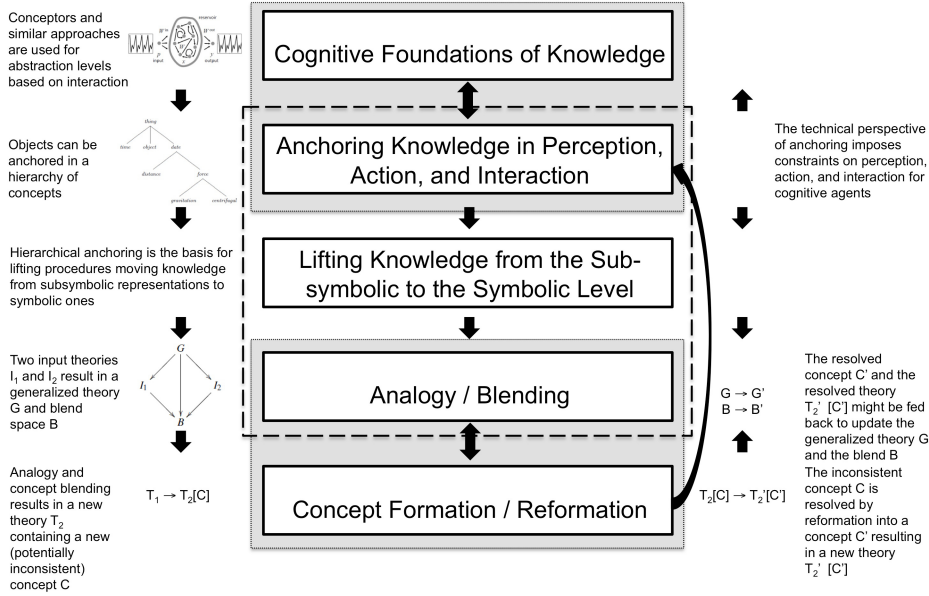 Conceptors and
similar approaches
are used for
abstraction levels
based on interaction
reservoir
input
output
Cognitive Foundations of Knowledge
Objects can be
anchored in a
hierarchy of
concepts
thing
time object date
distance force
gravitation centrifugal
Anchoring Knowledge in Perception,
Action, and Interaction
The technical perspective
of anchoring imposes
constraints on perception,
action, and interaction for
cognitive agents
Hierarchical anchoring is the basis for
lifting procedures moving knowledge
from subsymbolic representations to
symbolic ones
Lifting Knowledge from the Sub-
symbolic to the Symbolic Level
Two input theories
I₁ and I₂ result in a
generalized theory
G and blend
space B
G
I₁ I₂
B
Analogy / Blending
G → G'
B → B'
The resolved
concept C' and the
resolved theory
T₂' [C'] might be fed
back to update the
generalized theory G
and the blend B
Analogy and
concept blending
results in a new
theory T₂
containing a new
(potentially
inconsistent)
concept C
T₁ → T₂[C]
Concept Formation / Reformation
T₂[C] → T₂'[C']
The inconsistent
concept C is
resolved by
reformation into a
concept C' resulting
in a new theory
T₂' [C']